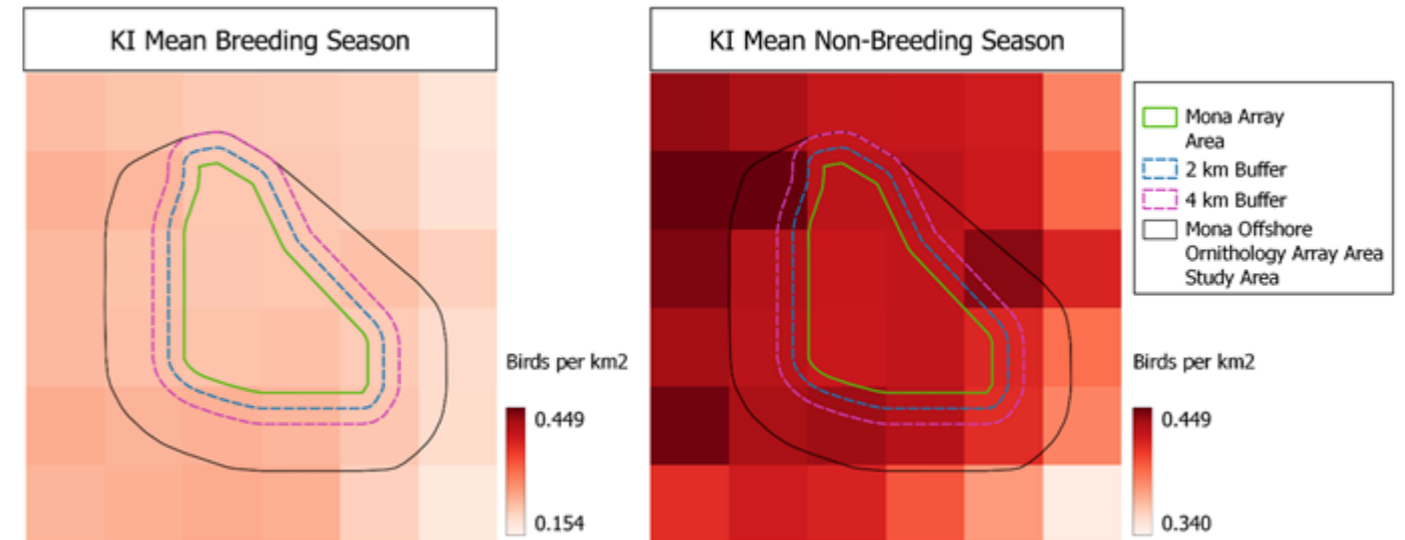 KI Mean Breeding Season
KI Mean Non-Breeding Season
Mona Array
Area
2 km Buffer
4 km Buffer
Mona Offshore
Ornithology Array Area
Study Area
Birds per km2
0.449
0.154
Birds per km2
0.449
0.340